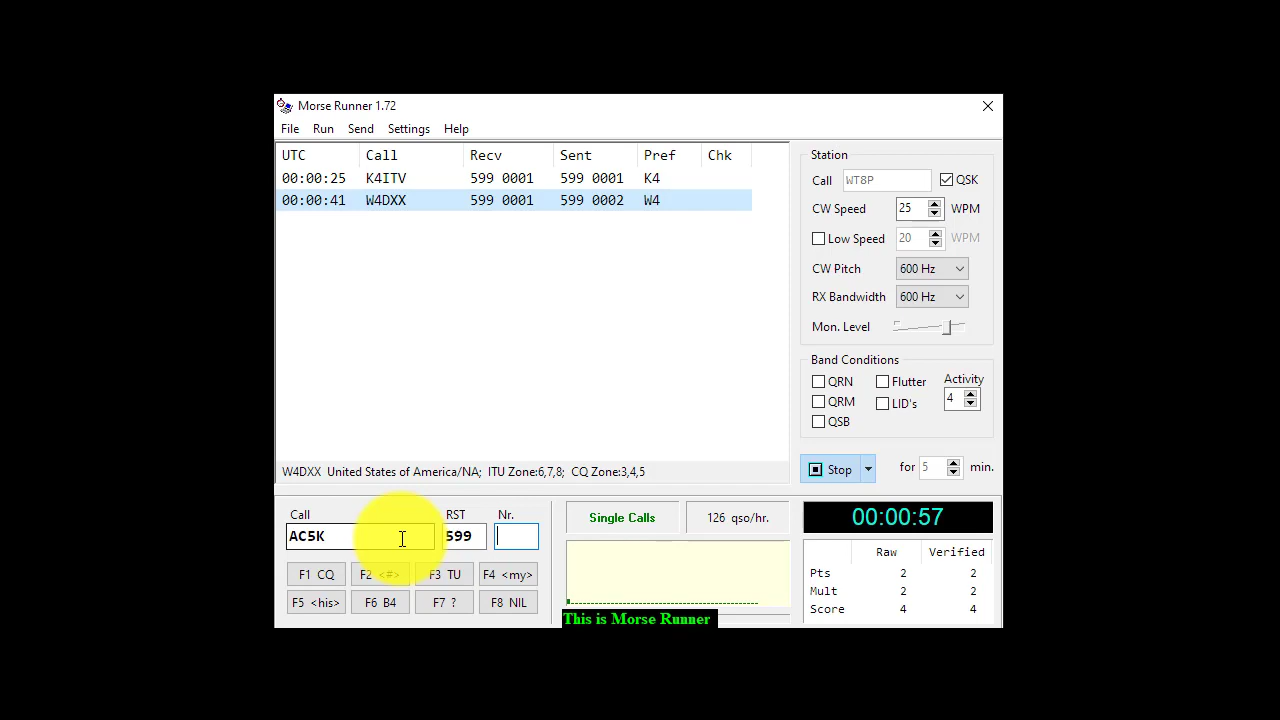 Morse Runner 1.72
File Run Send Settings Help
UTC Call Recv Sent Pref Chk
00:00:25 K4ITV 599 0001 599 0001 K4
00:00:41 W4DXX 599 0001 599 0002 W4
W4DXX United States of America/NA; ITU Zone:6,7,8; CQ Zone:3,4,5
Station
Call WT8P QSK
CW Speed 25 WPM
Low Speed 20 WPM
CW Pitch 600 Hz
RX Bandwidth 600 Hz
Mon. Level
Band Conditions
QRN Flutter Activity
QRM LID's 4
QSB
Stop for 5 min.
Call RST Nr.
AC5K 599
F1 CQ F2 <#> F3 TU F4 <my>
F5 <his> F6 B4 F7 ? F8 NIL
Single Calls 126 qso/hr.
This is Morse Runner
00:00:57
Raw Verified
Pts 2 2
Mult 2 2
Score 4 4